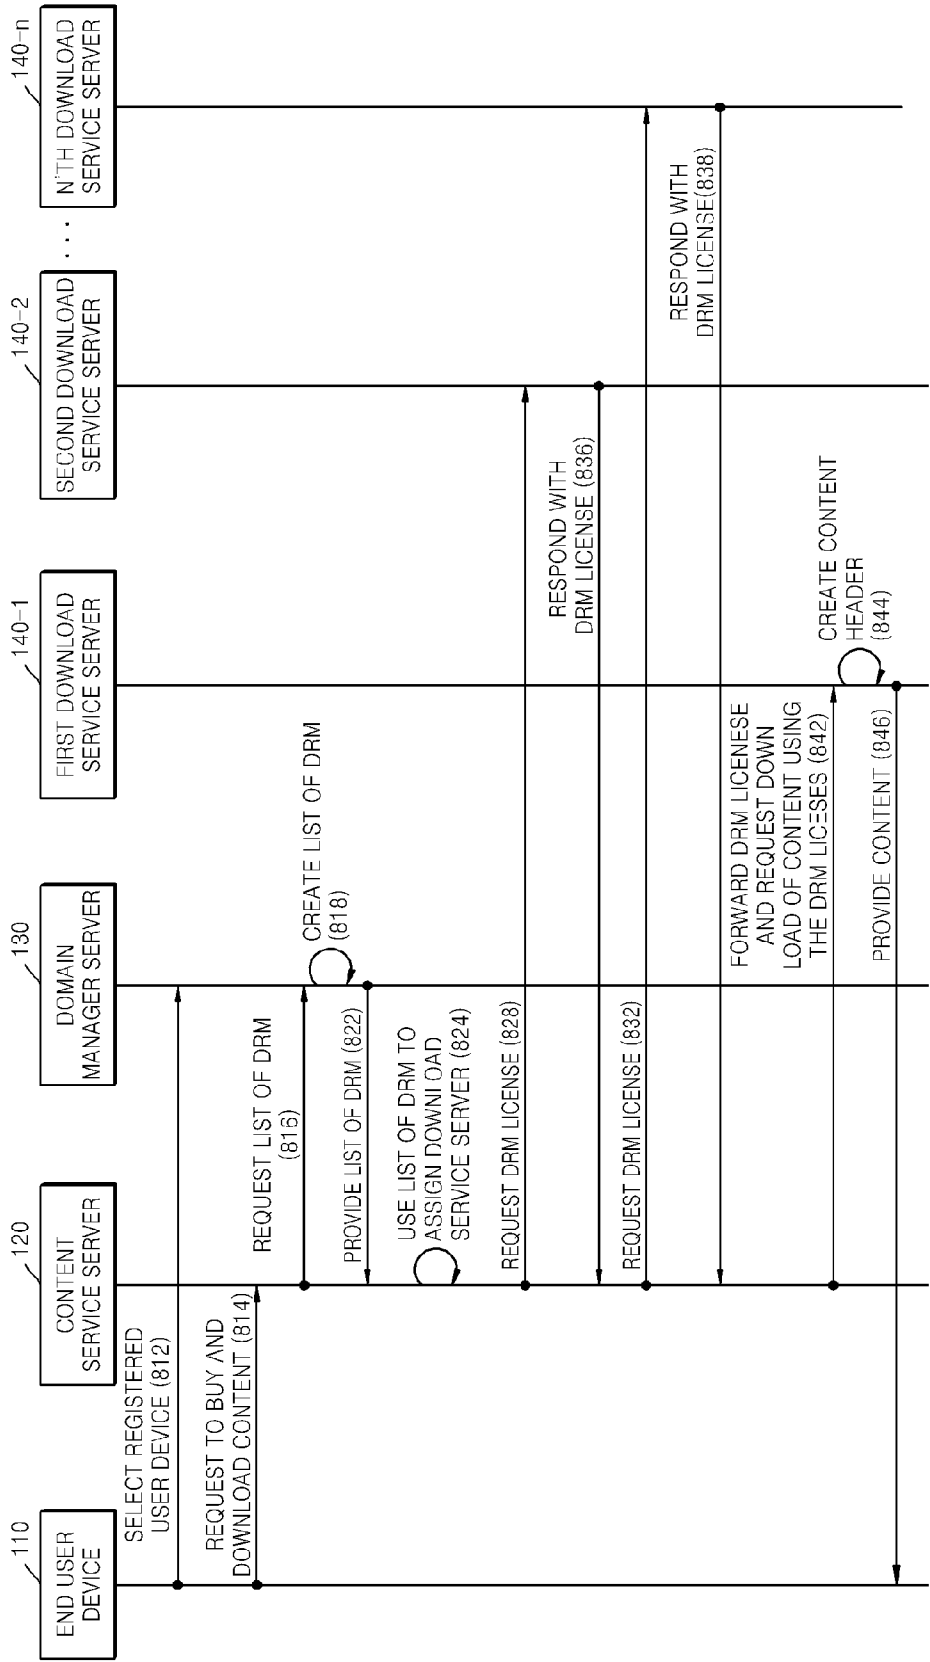 110
END USER
DEVICE
120
CONTENT
SERVICE SERVER
130
DOMAIN
MANAGER SERVER
140-1
FIRST DOWNLOAD
SERVICE SERVER
140-2
SECOND DOWNLOAD
SERVICE SERVER
....
140-n
N'TH DOWNLOAD
SERVICE SERVER
SELECT REGISTERED
USER DEVICE (812)
REQUEST TO BUY AND
DOWNLOAD CONTENT (814)
REQUEST LIST OF DRM
(816)
CREATE LIST OF DRM
(818)
PROVIDE LIST OF DRM (822)
USE LIST OF DRM TO
ASSIGN DOWNLOAD
SERVICE SERVER (824)
REQUEST DRM LICENSE (828)
RESPOND WITH
DRM LICENSE (836)
REQUEST DRM LICENSE (832)
RESPOND WITH
DRM LICENSE(838)
FORWARD DRM LICENESE
AND REQUEST DOWN
LOAD OF CONTENT USING
THE DRM LICESES (842)
CREATE CONTENT
HEADER
(844)
PROVIDE CONTENT (846)